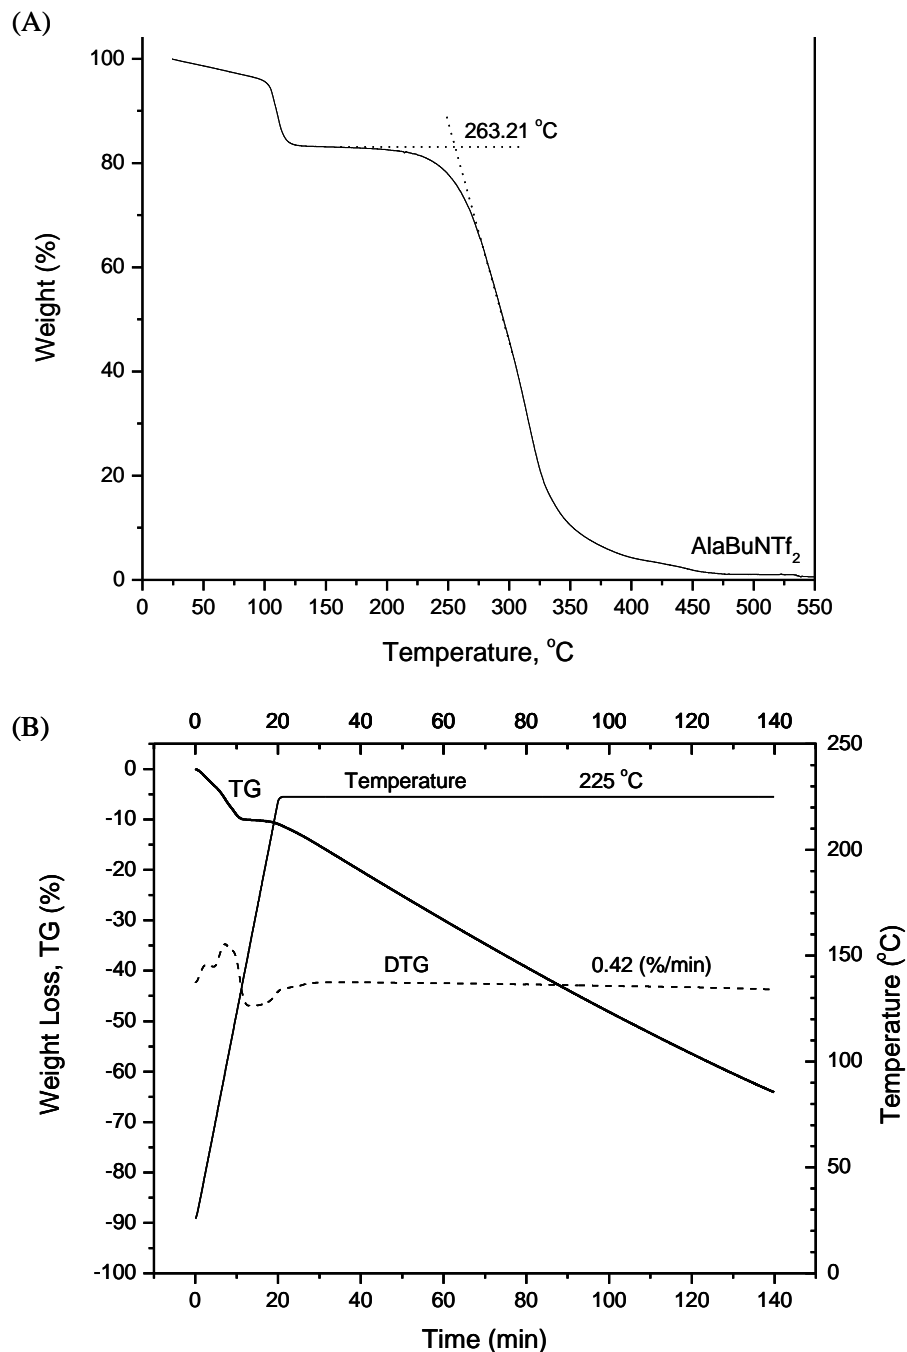 (A)
100
80
60
40
20
0
Weight (%)
263.21 °C
AlaBuNTf₂
0 50 100 150 200 250 300 350 400 450 500 550
Temperature, °C
(B)
0 20 40 60 80 100 120 140
0
-10
-20
-30
-40
-50
-60
-70
-80
-90
-100
Weight Loss, TG (%)
TG
Temperature 225 °C
DTG 0.42 (%/min)
250
200
150
100
50
0
Temperature (°C)
0 20 40 60 80 100 120 140
Time (min)